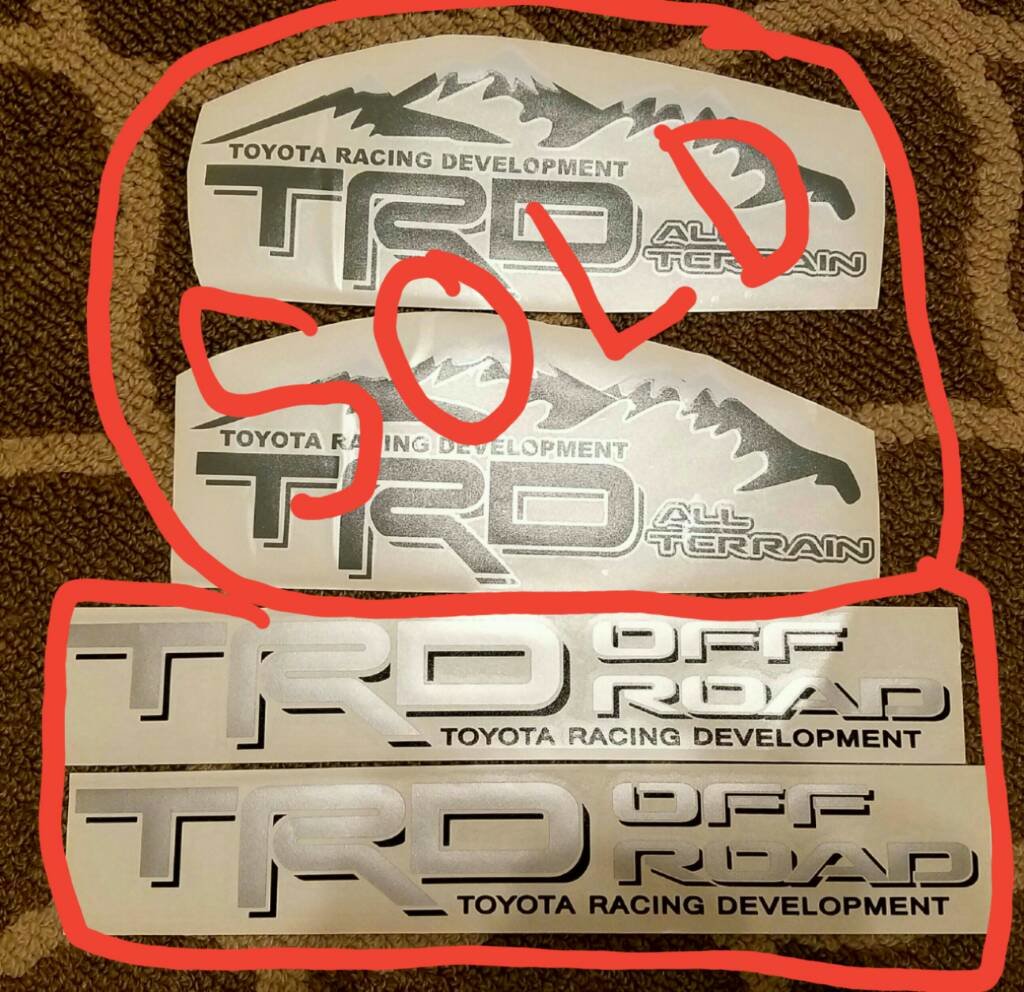 TOYOTA RACING DEVELOPMENT
TRD ALL TERRAIN
SOLD
TOYOTA RACING DEVELOPMENT
TRD ALL TERRAIN
TRD OFF ROAD
TOYOTA RACING DEVELOPMENT
TRD OFF ROAD
TOYOTA RACING DEVELOPMENT